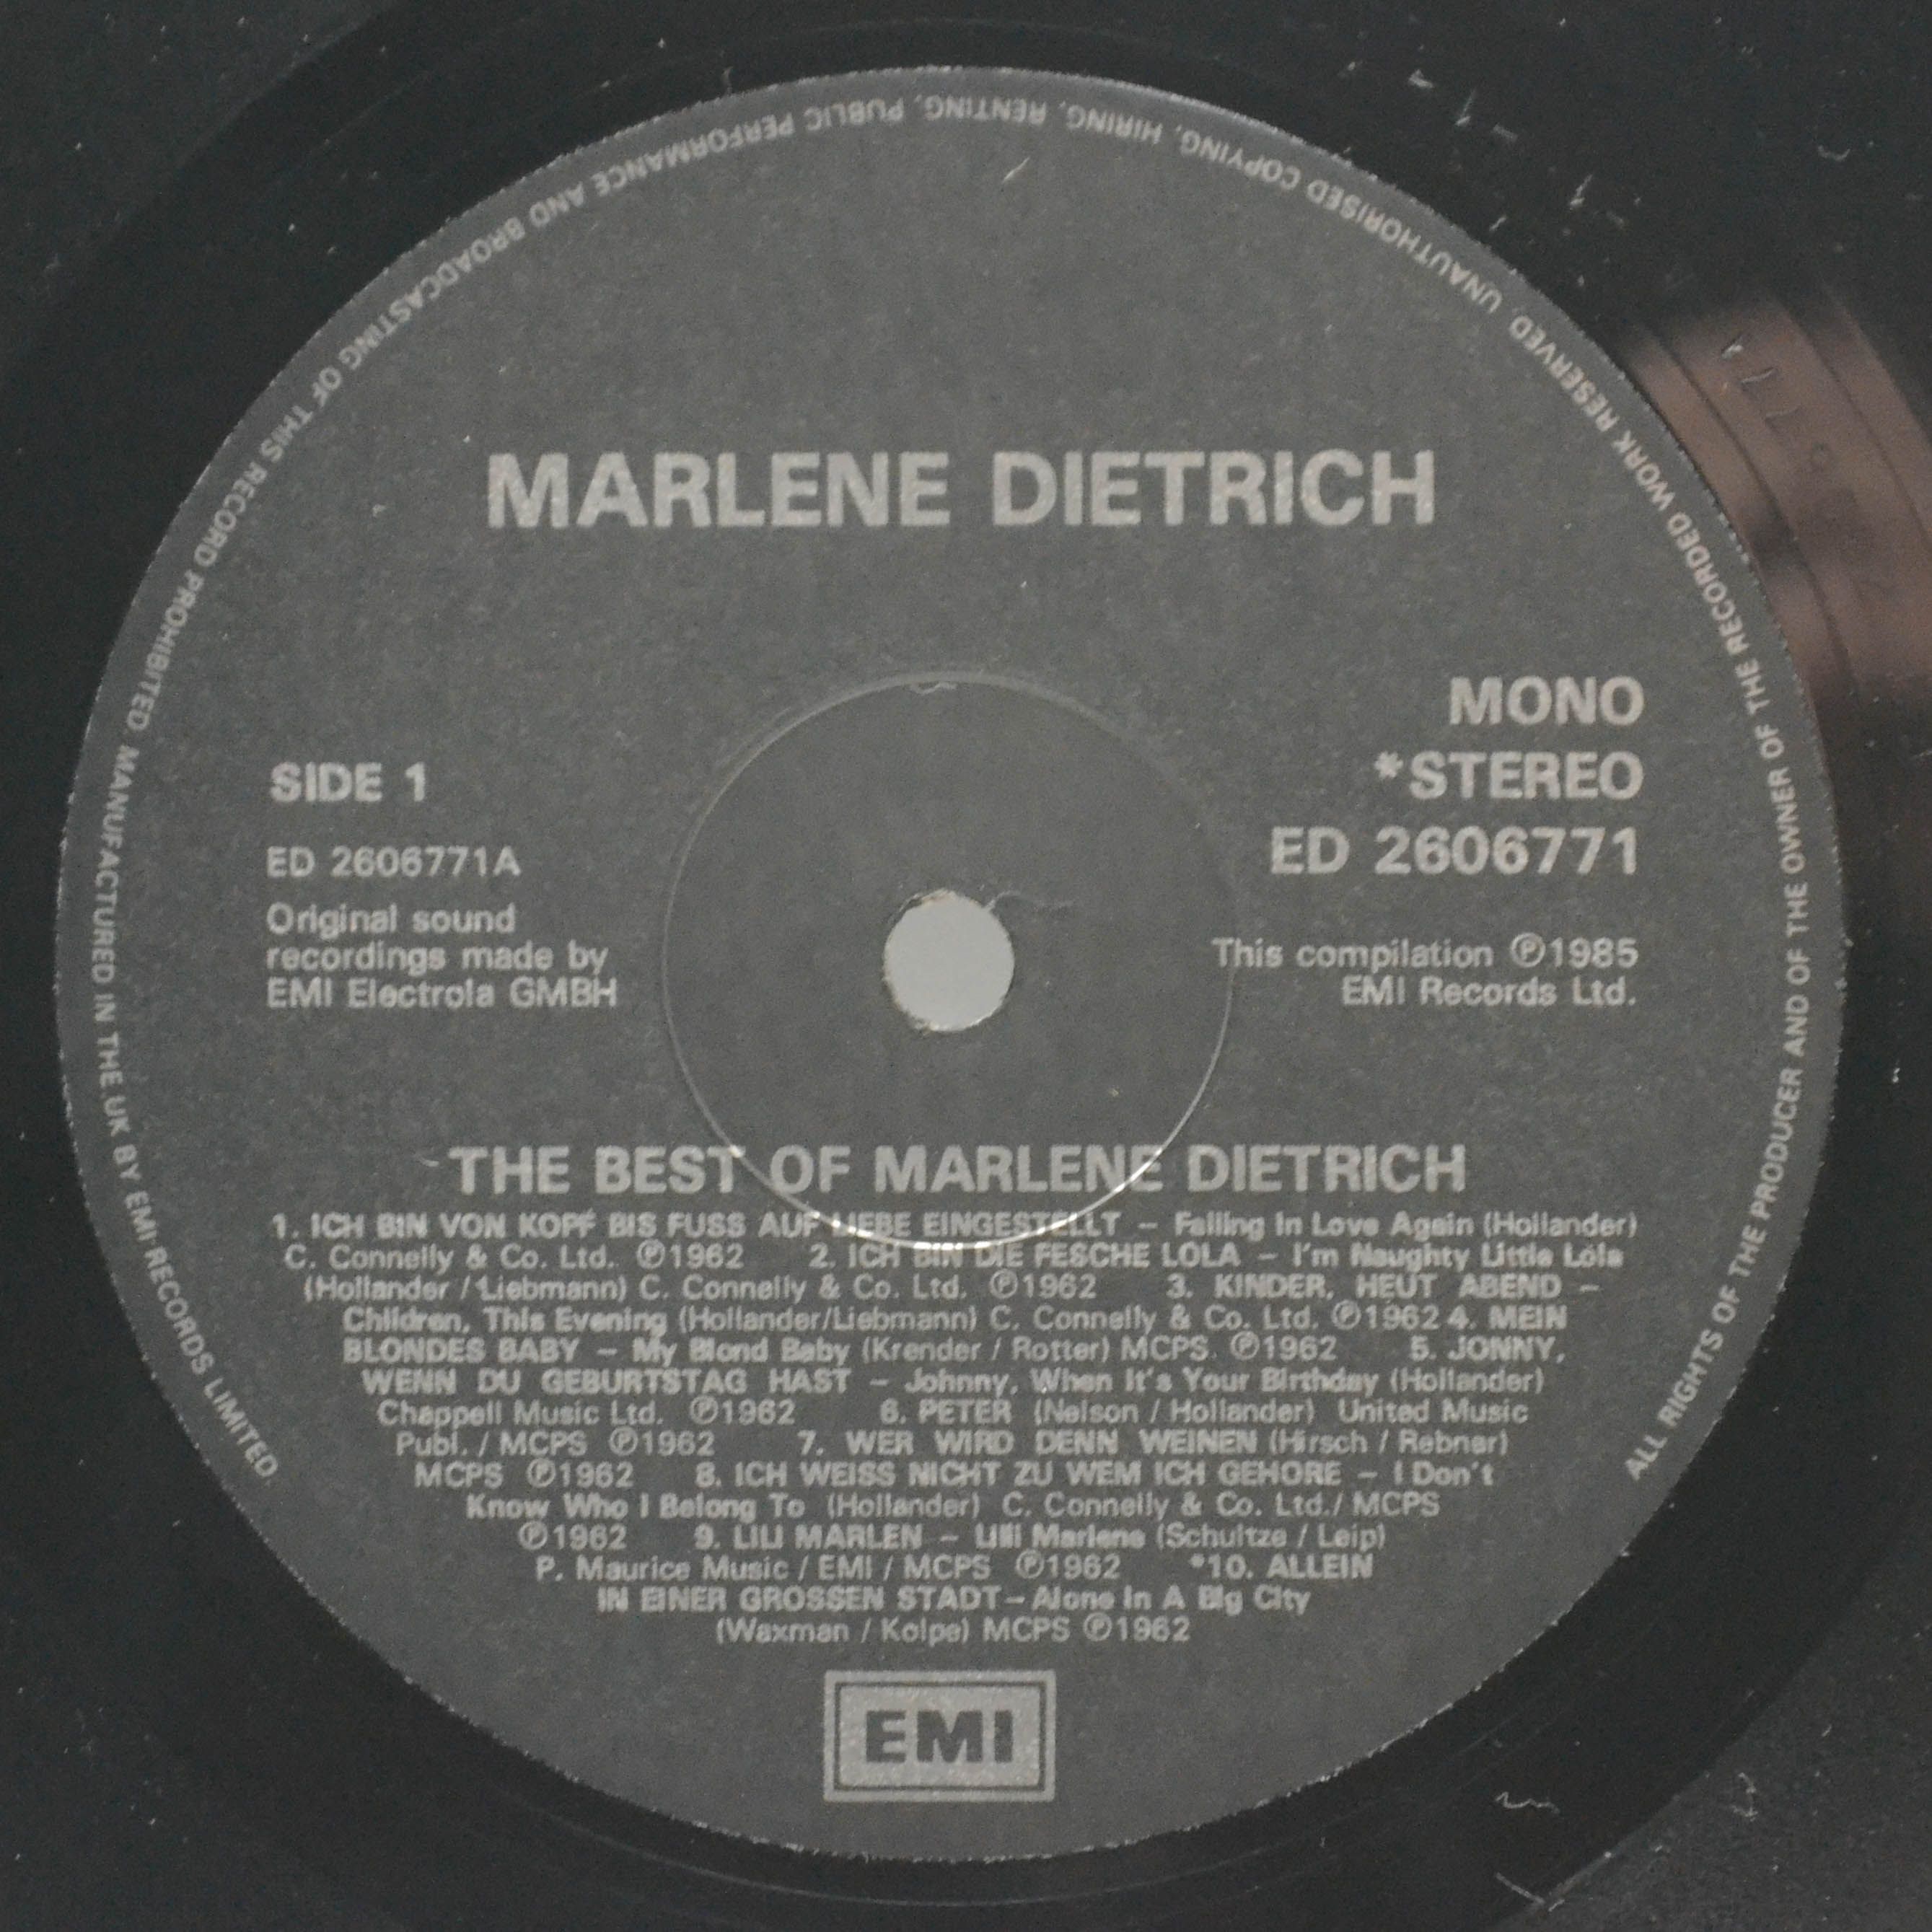 MARLENE DIETRICH
MONO
*STEREO
ED 2606771
SIDE 1
ED 2606771A
Original sound
recordings made by
EMI Electrola GMBH
This compilation ℗1985
EMI Records Ltd.
THE BEST OF MARLENE DIETRICH
1. ICH BIN VON KOPF BIS FUSS AUF LIEBE EINGESTELLT – Falling In Love Again (Hollander)
C. Connelly & Co. Ltd. ℗1962 2. ICH BIN DIE FESCHE LOLA – I'm Naughty Little Lola
(Hollander / Liebmann) C. Connelly & Co. Ltd. ℗1962 3. KINDER, HEUT ABEND –
Children, This Evening (Hollander/Liebmann) C. Connelly & Co. Ltd. ℗1962 4. MEIN
BLONDES BABY – My Blond Baby (Krender / Rotter) MCPS. ℗1962 5. JONNY,
WENN DU GEBURTSTAG HAST – Johnny, When It's Your Birthday (Hollander)
Chappell Music Ltd. ℗1962 6. PETER (Nelson / Hollander) United Music
Publ. / MCPS ℗1962 7. WER WIRD DENN WEINEN (Hirsch / Rebner)
MCPS ℗1962 8. ICH WEISS NICHT ZU WEM ICH GEHORE – I Don't
Know Who I Belong To (Hollander) C. Connelly & Co. Ltd./ MCPS
℗1962 9. LILI MARLEN – Lilli Marlene (Schultze / Leip)
P. Maurice Music / EMI / MCPS ℗1962 *10. ALLEIN
IN EINER GROSSEN STADT – Alone In A Big City
(Waxman / Kolpe) MCPS ℗1962
EMI
ALL RIGHTS OF THE PRODUCER AND OF THE OWNER OF THE RECORDED WORK RESERVED. UNAUTHORISED COPYING, HIRING, RENTING, PUBLIC PERFORMANCE AND BROADCASTING OF THIS RECORD PROHIBITED. MANUFACTURED IN THE UK BY EMI RECORDS LIMITED